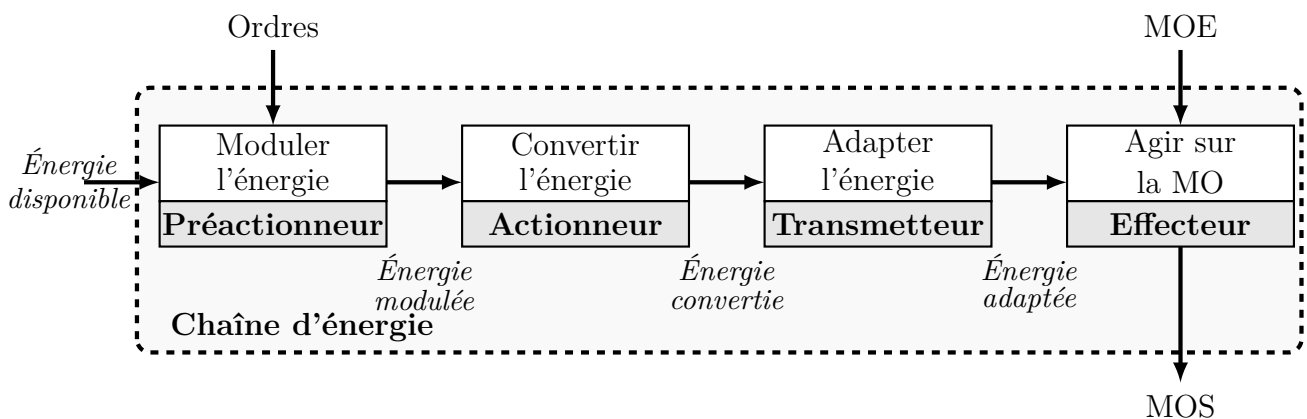 Ordres
MOE
Énergie
disponible
Moduler
l'énergie
Préactionneur
Convertir
l'énergie
Actionneur
Adapter
l'énergie
Transmetteur
Agir sur
la MO
Effecteur
Énergie
modulée
Énergie
convertie
Énergie
adaptée
Chaîne d'énergie
MOS